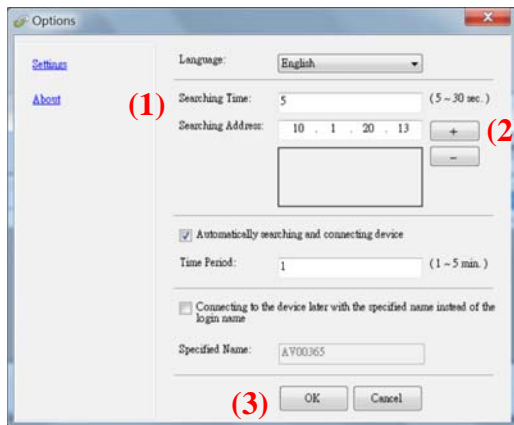 Options
Settings
About
Language: English
(1) Searching Time: 5 (5 ~ 30 sec.)
Searching Address: 10 . 1 . 20 . 13 + (2
-
Automatically searching and connecting device
Time Period: 1 (1 ~ 5 min.)
Connecting to the device later with the specified name instead of the
login name
Specified Name: AV00365
(3) OK Cancel